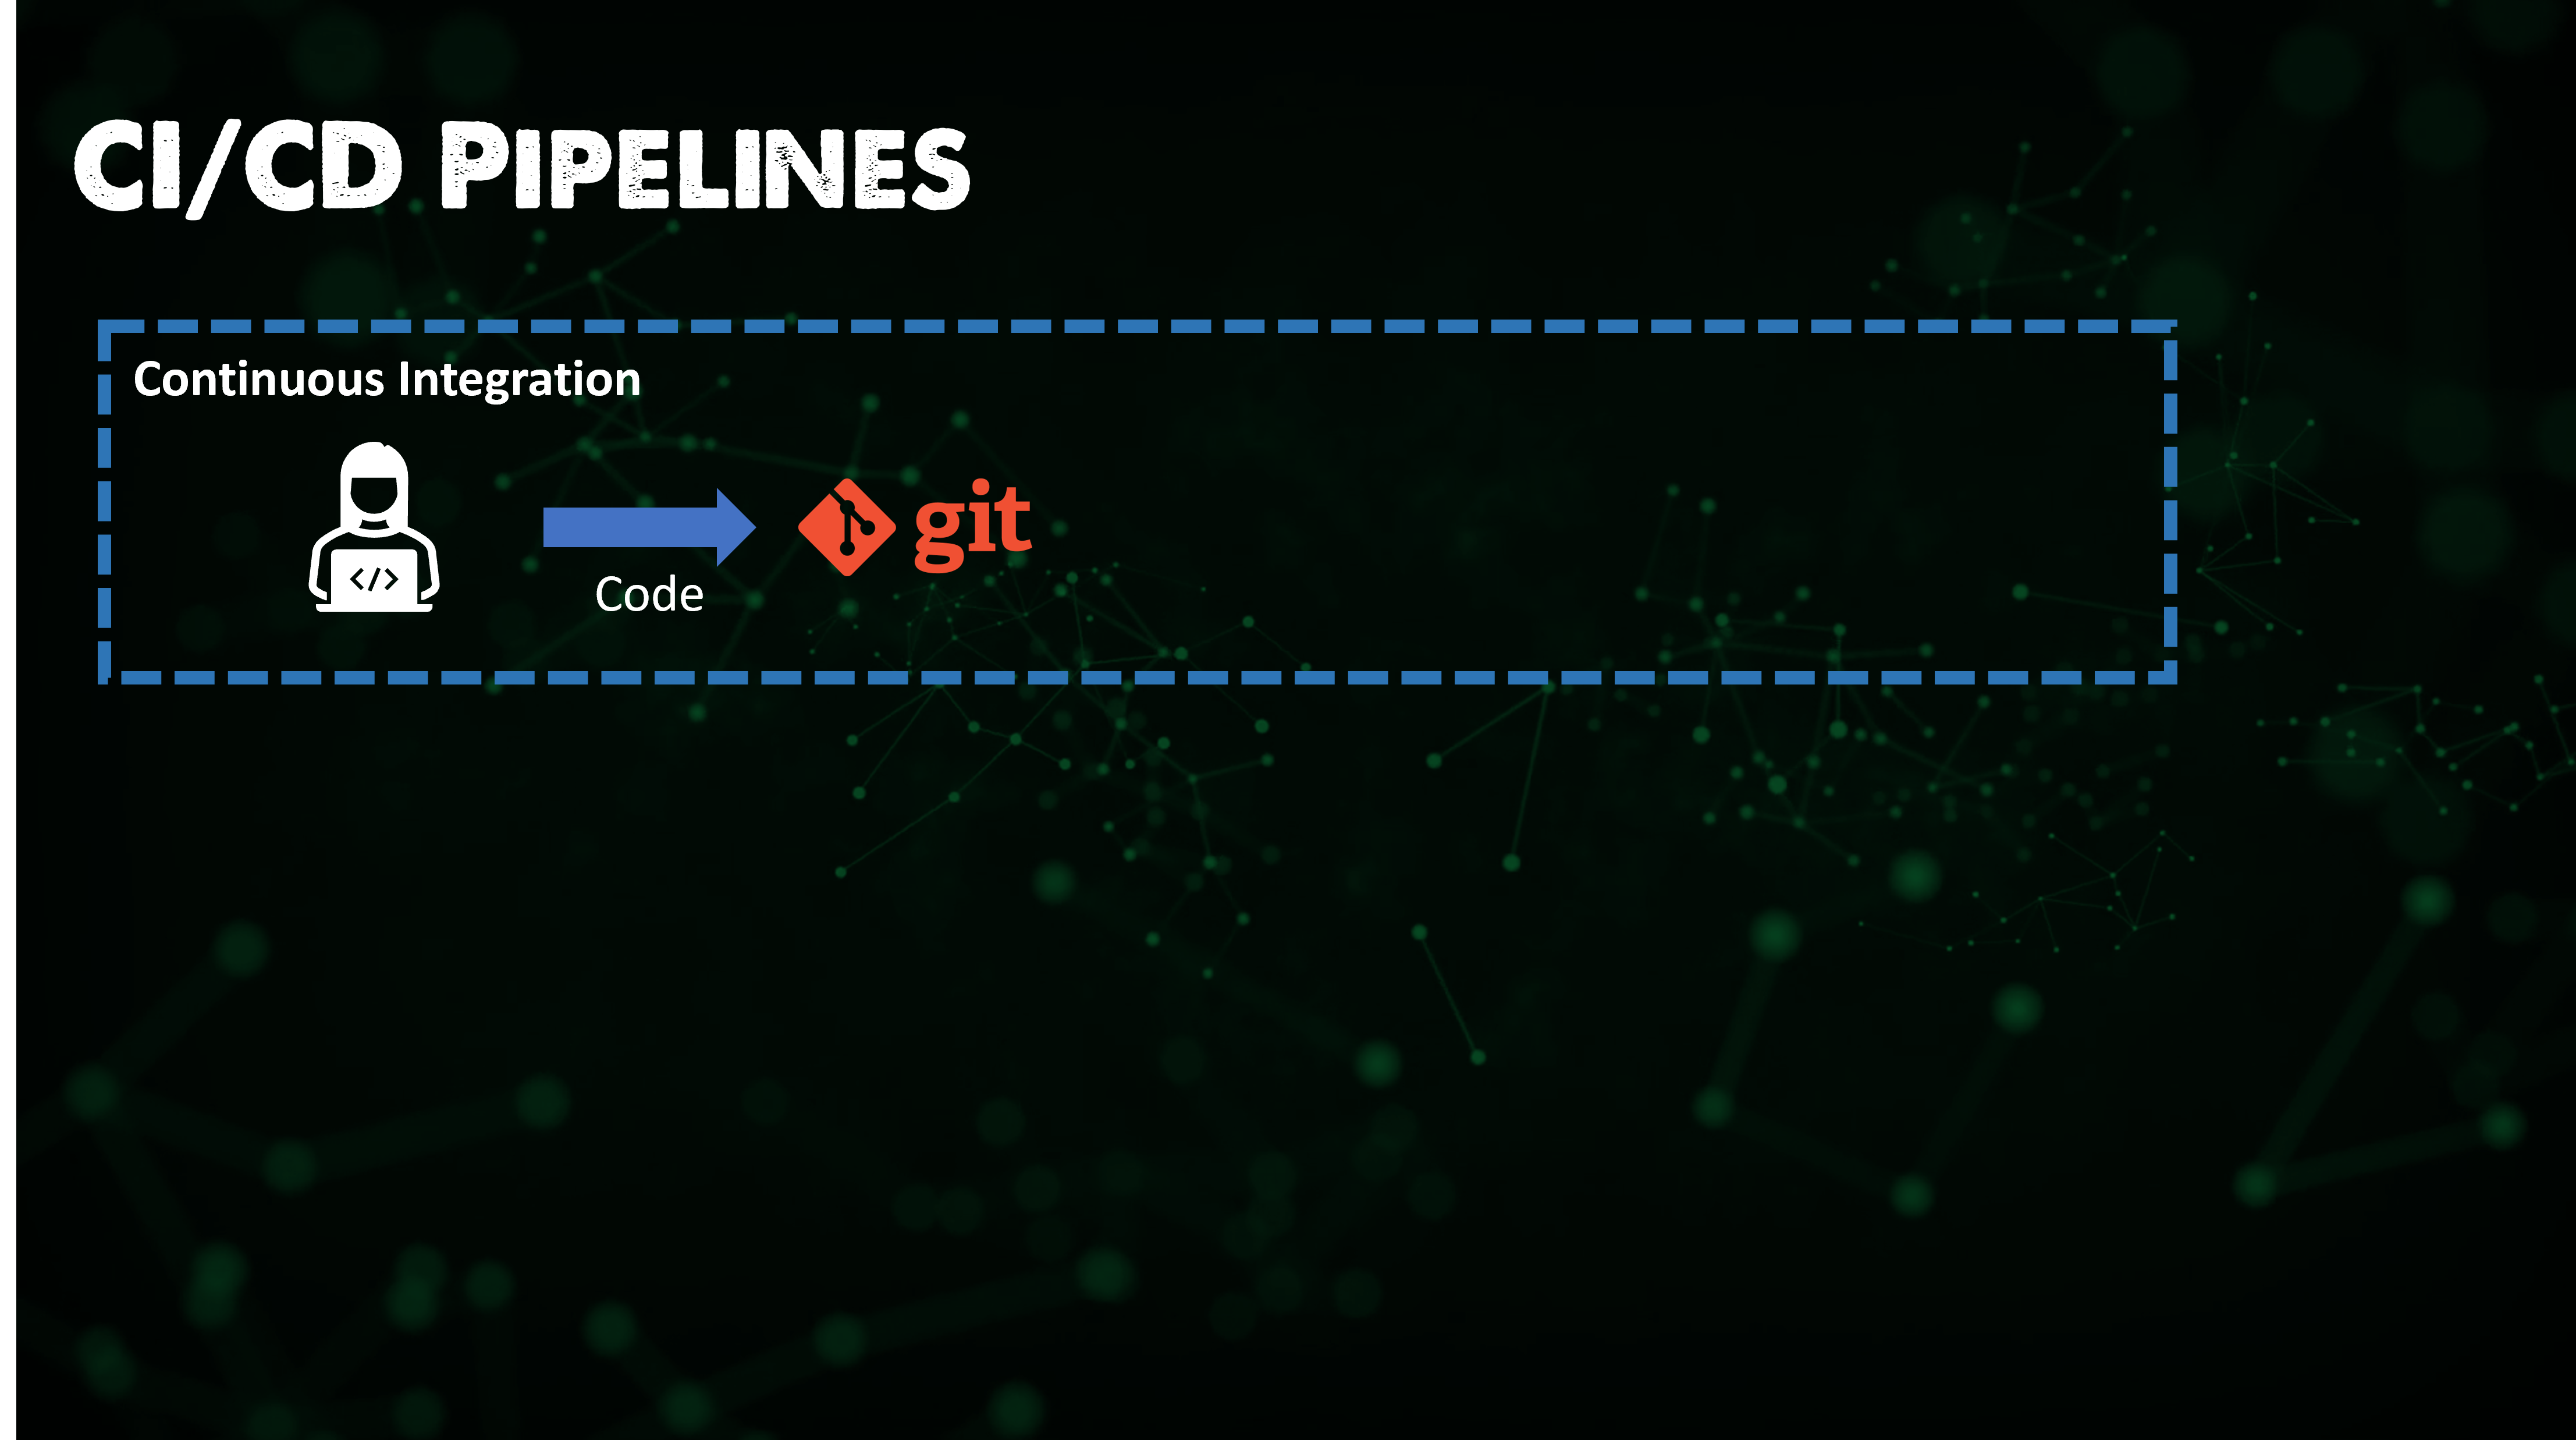 CI/CD PIPELINES
Continuous Integration
</>
Code
git